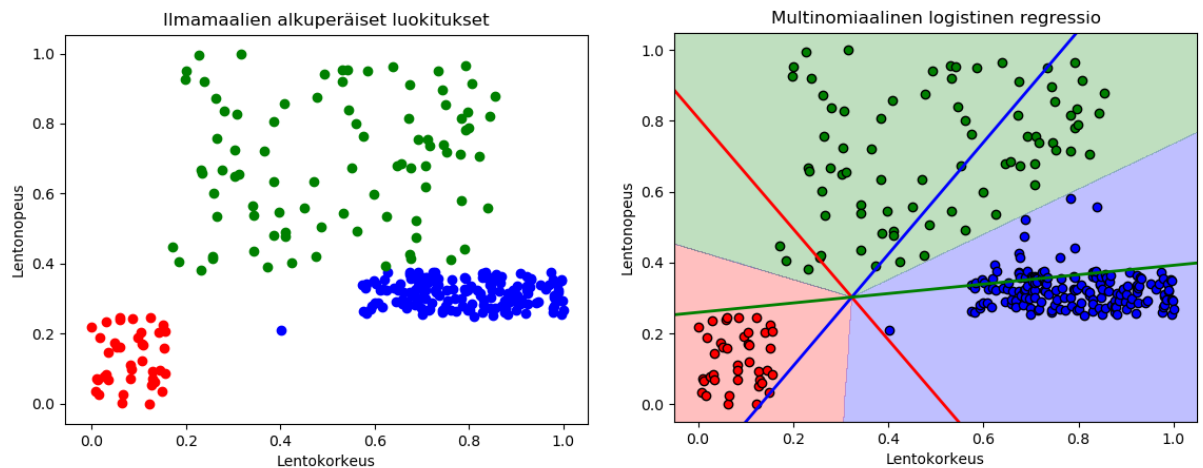 Ilmamaalien alkuperäiset luokitukset
1.0
0.8
0.6
0.4
0.2
0.0
Lentonopeus
0.0 0.2 0.4 0.6 0.8 1.0
Lentokorkeus
Multinomiaalinen logistinen regressio
1.0
0.8
0.6
0.4
0.2
0.0
Lentonopeus
0.0 0.2 0.4 0.6 0.8 1.0
Lentokorkeus